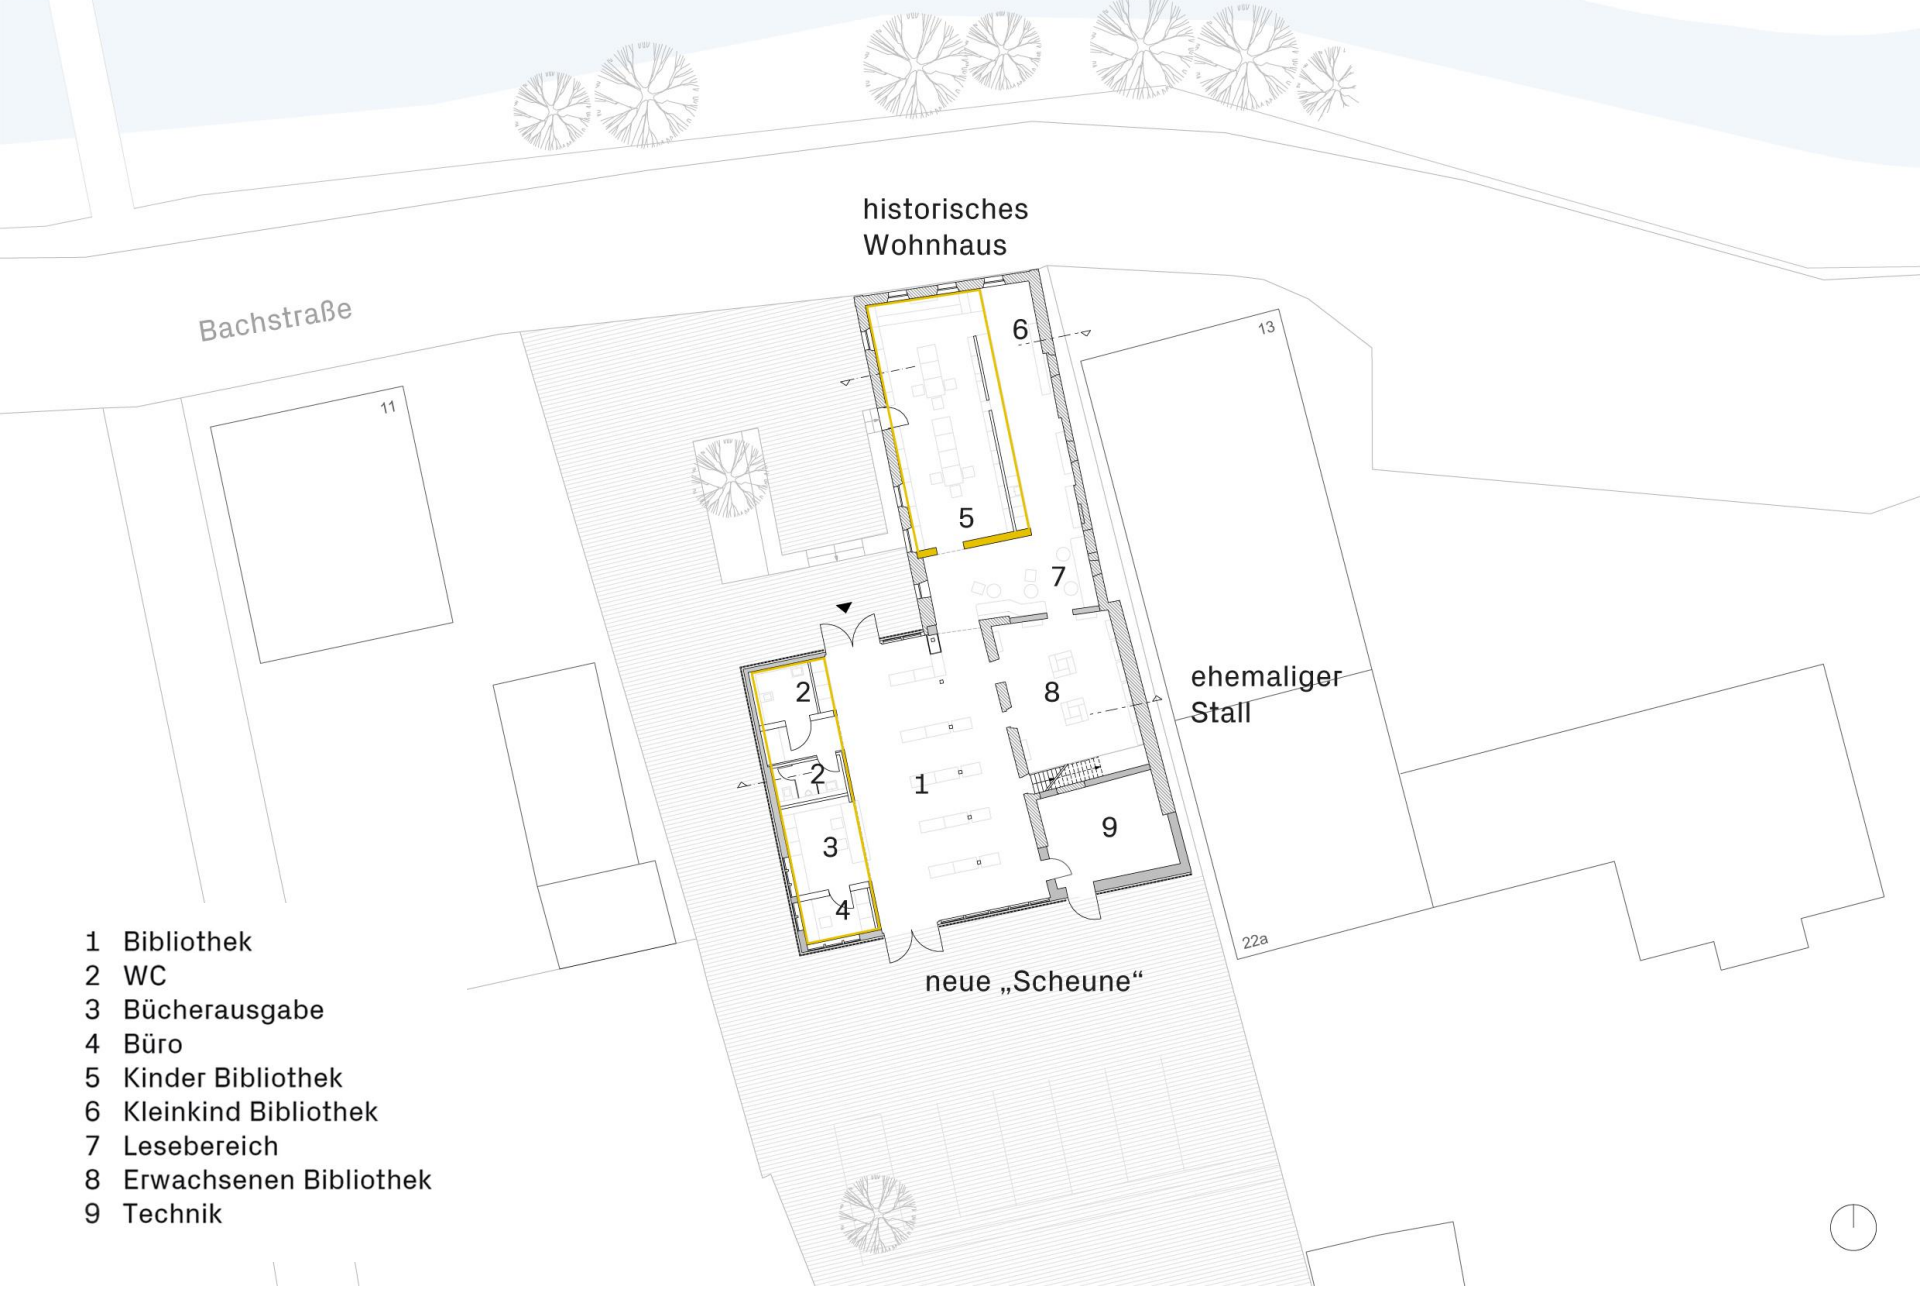 historisches
Wohnhaus
Bachstraße
6
13
11
5
7
ehemaliger
Stall
2
8
2
1
3
9
4
22a
neue „Scheune“
1 Bibliothek
2 WC
3 Bücherausgabe
4 Büro
5 Kinder Bibliothek
6 Kleinkind Bibliothek
7 Lesebereich
8 Erwachsenen Bibliothek
9 Technik